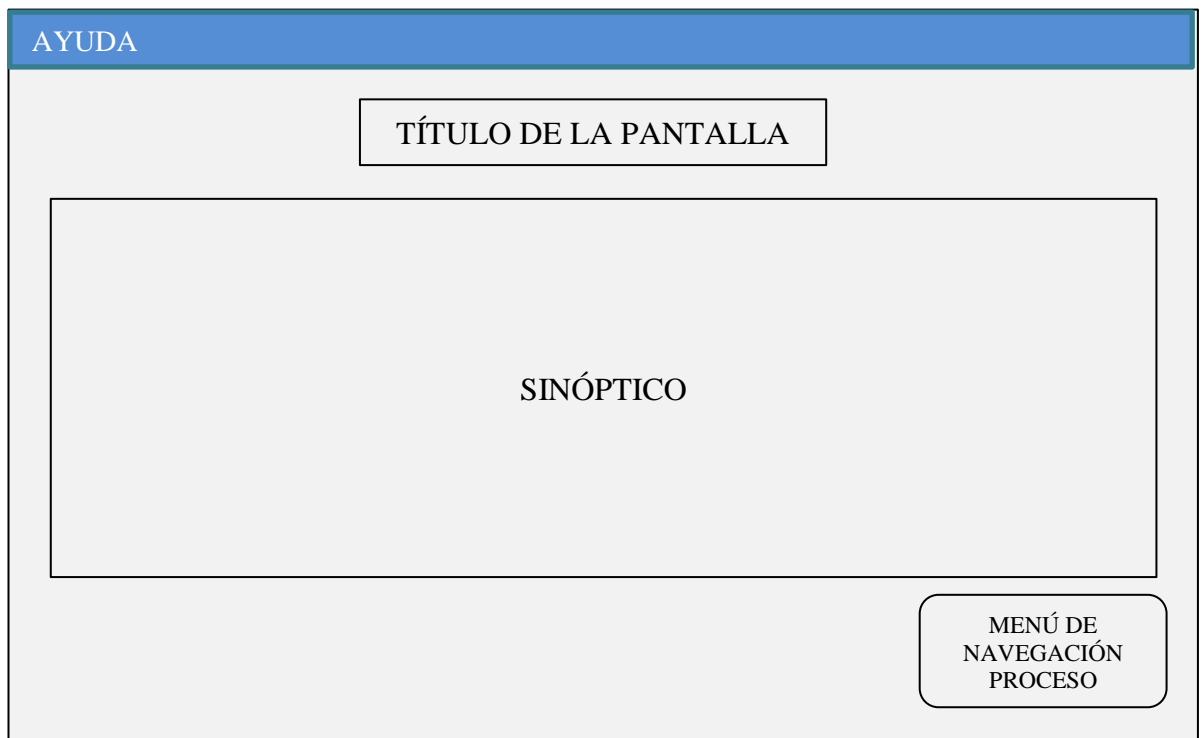 AYUDA
TÍTULO DE LA PANTALLA
SINÓPTICO
MENÚ DE
NAVEGACIÓN
PROCESO